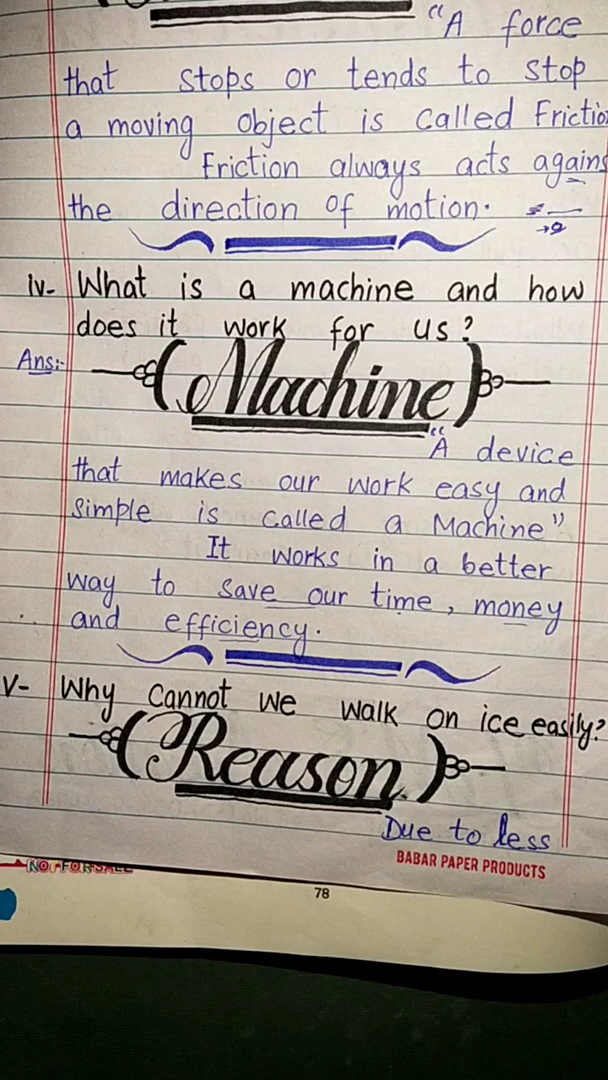 "A force
that stops or tends to stop
a moving object is called Frictio
Friction always acts agains
the direction of motion.
iv- What is a machine and how
does it work for us?
Ans:-
(Machine)
"A device
that makes our work easy and
simple is called a Machine"
It works in a better
way to save our time, money
and efficiency.
v- Why cannot we walk on ice easily?
(Reason)
Due to less
BABAR PAPER PRODUCTS
NOT FOR SALE
78